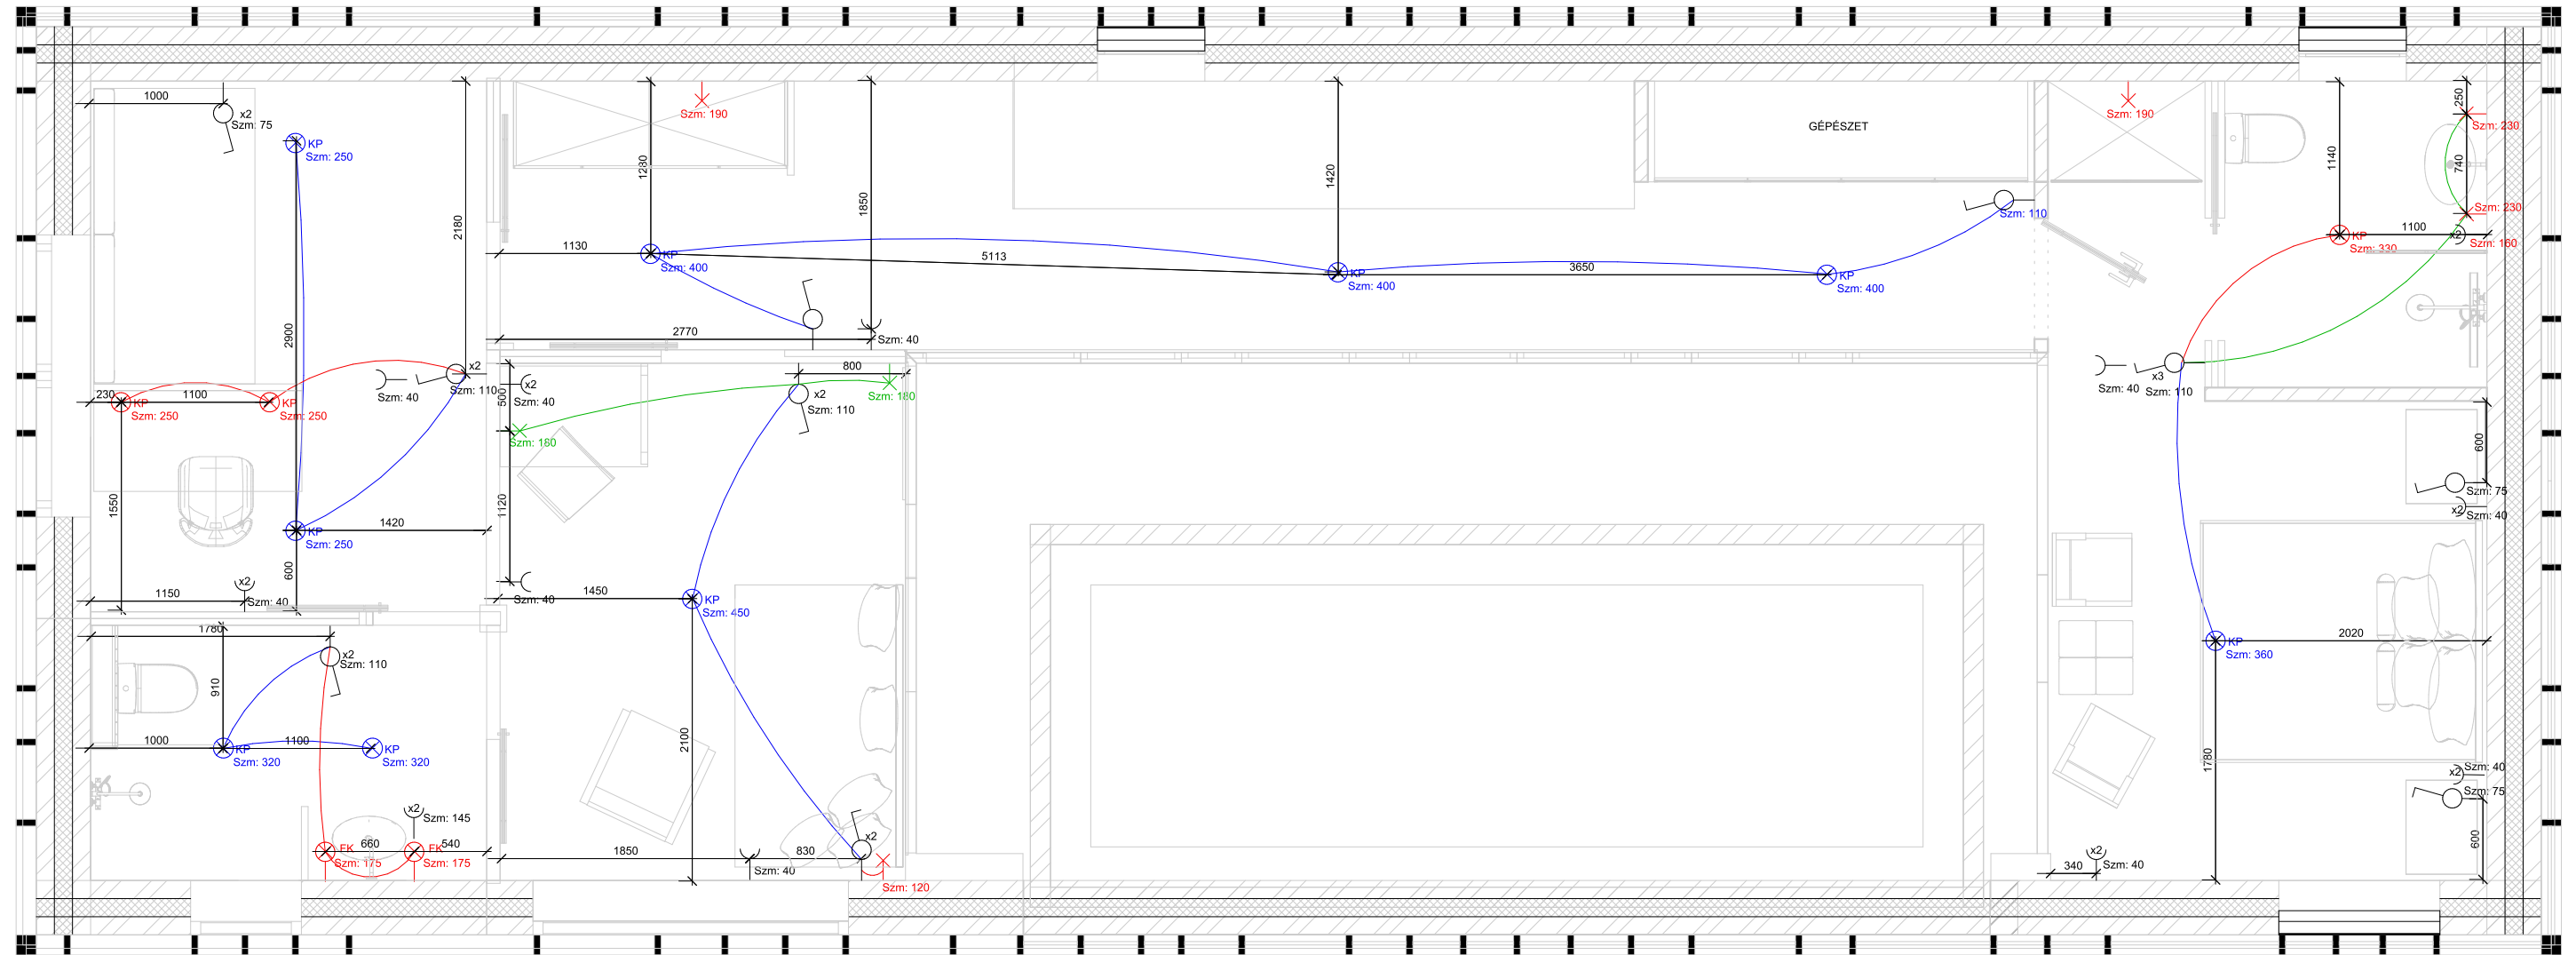 1000
x2
Szm: 75
KP
Szm: 250
2180
2900
230
1100
KP
Szm: 250
KP
Szm: 250
x2
Szm: 110
Szm: 40
1550
KP
Szm: 250
1420
600
1150
x2
Szm: 40
1780
x2
Szm: 110
910
1000
KP
Szm: 320
1100
KP
Szm: 320
x2
Szm: 145
FK
Szm: 175
660
FK
Szm: 175
540
1280
Szm: 190
1850
1130
KP
Szm: 400
5113
2770
Szm: 40
1420
KP
Szm: 400
3650
KP
Szm: 400
GÉPÉSZET
Szm: 110
500
x2
Szm: 40
Szm: 180
800
x2
Szm: 110
Szm: 180
1120
Szm: 40
1450
KP
Szm: 450
2100
1850
Szm: 40
830
x2
Szm: 120
Szm: 190
1140
250
Szm: 230
740
Szm: 230
1100
x2
Szm: 160
KP
Szm: 330
Szm: 40
x3
Szm: 110
600
Szm: 75
x2
Szm: 40
KP
Szm: 360
2020
1780
x2
Szm: 40
Szm: 75
600
340
x2
Szm: 40